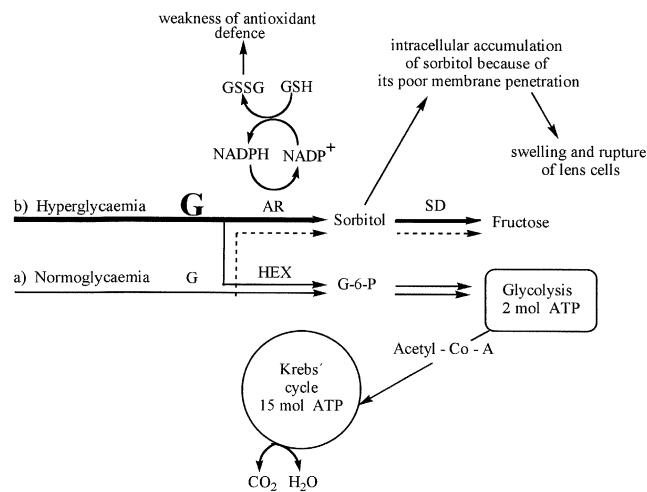 weakness of antioxidant
defence
intracellular accumulation
of sorbitol because of
its poor membrane penetration
GSSG GSH
NADPH NADP+
swelling and rupture
of lens cells
b) Hyperglycaemia G AR Sorbitol SD Fructose
a) Normoglycaemia G HEX G-6-P
Glycolysis
2 mol ATP
Acetyl - Co - A
Krebs´
cycle
15 mol ATP
CO2 H2O